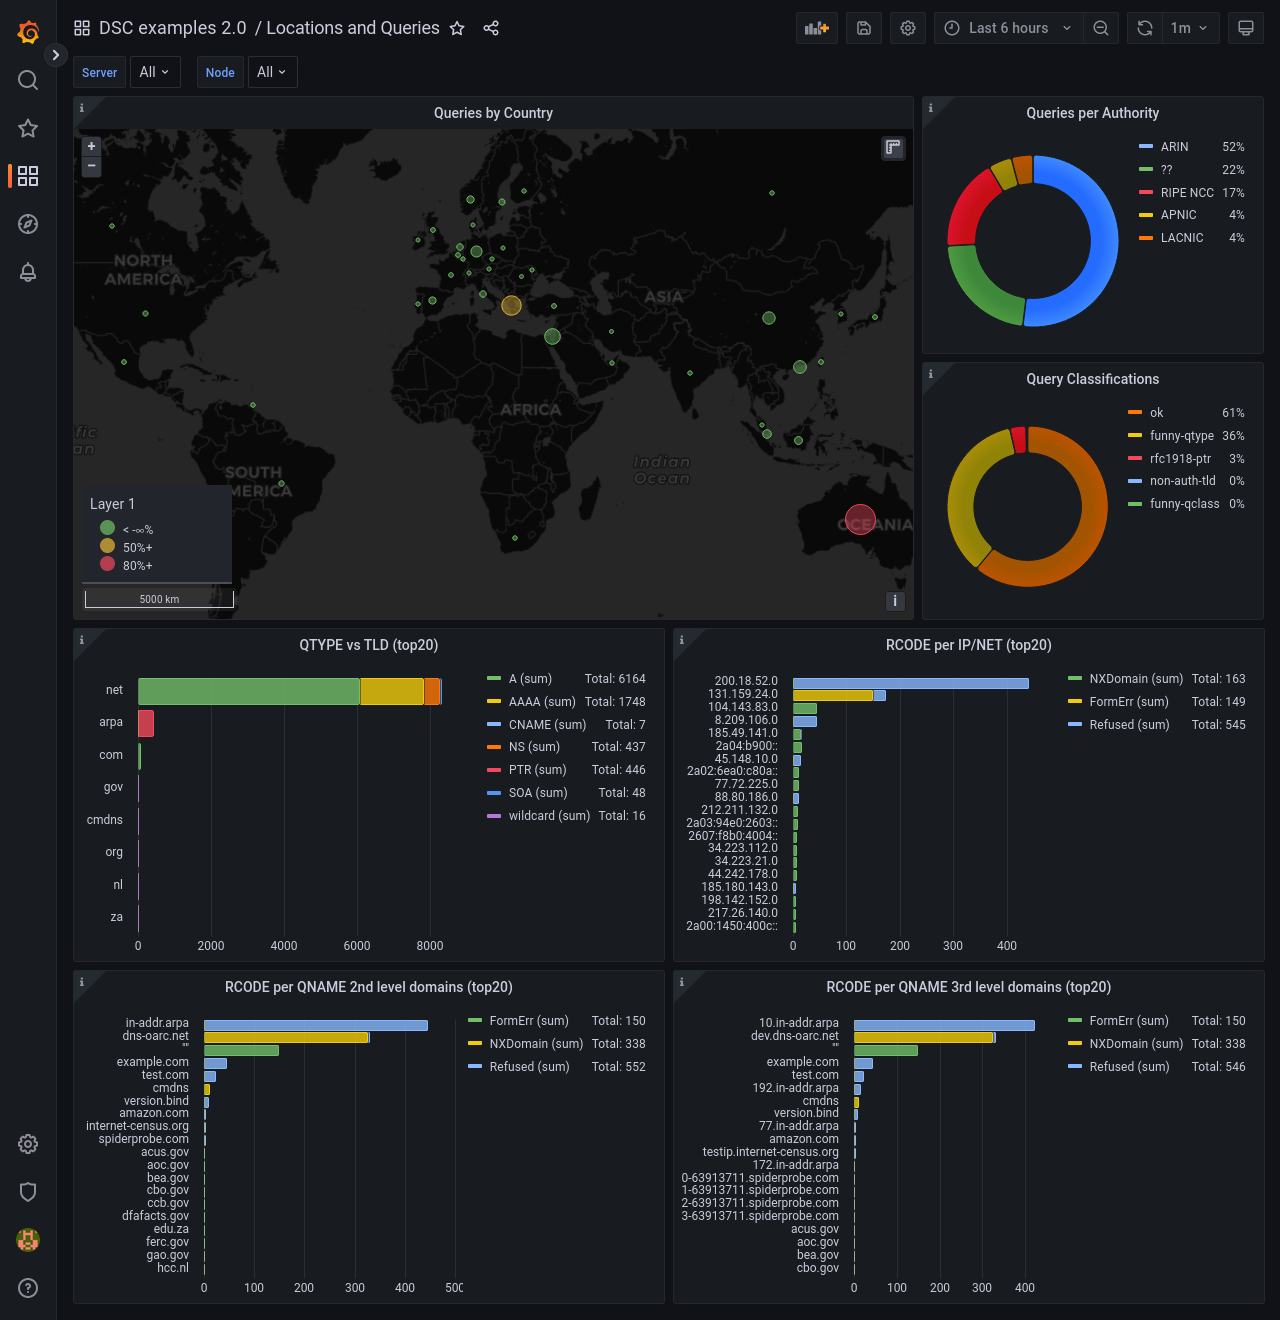 DSC examples 2.0 / Locations and Queries
Last 6 hours
1m
Server All
Node All
Queries by Country
+
−
NORTH
AMERICA
ASIA
AFRICA
SOUTH
AMERICA
Indian
Ocean
OCEANIA
Layer 1
< -∞%
50%+
80%+
5000 km
i
Queries per Authority
ARIN 52%
?? 22%
RIPE NCC 17%
APNIC 4%
LACNIC 4%
Query Classifications
ok 61%
funny-qtype 36%
rfc1918-ptr 3%
non-auth-tld 0%
funny-qclass 0%
QTYPE vs TLD (top20)
net
arpa
com
gov
cmdns
org
nl
za
0 2000 4000 6000 8000
A (sum) Total: 6164
AAAA (sum) Total: 1748
CNAME (sum) Total: 7
NS (sum) Total: 437
PTR (sum) Total: 446
SOA (sum) Total: 48
wildcard (sum) Total: 16
RCODE per IP/NET (top20)
200.18.52.0
131.159.24.0
104.143.83.0
8.209.106.0
185.49.141.0
2a04:b900::
45.148.10.0
2a02:6ea0:c80a::
77.72.225.0
88.80.186.0
212.211.132.0
2a03:94e0:2603::
2607:f8b0:4004::
34.223.112.0
34.223.21.0
44.242.178.0
185.180.143.0
198.142.152.0
217.26.140.0
2a00:1450:400c::
0 100 200 300 400
NXDomain (sum) Total: 163
FormErr (sum) Total: 149
Refused (sum) Total: 545
RCODE per QNAME 2nd level domains (top20)
in-addr.arpa
dns-oarc.net
""
example.com
test.com
cmdns
version.bind
amazon.com
internet-census.org
spiderprobe.com
acus.gov
aoc.gov
bea.gov
cbo.gov
ccb.gov
dfafacts.gov
edu.za
ferc.gov
gao.gov
hcc.nl
0 100 200 300 400 500
FormErr (sum) Total: 150
NXDomain (sum) Total: 338
Refused (sum) Total: 552
RCODE per QNAME 3rd level domains (top20)
10.in-addr.arpa
dev.dns-oarc.net
""
example.com
test.com
192.in-addr.arpa
cmdns
version.bind
77.in-addr.arpa
amazon.com
testip.internet-census.org
172.in-addr.arpa
0-63913711.spiderprobe.com
1-63913711.spiderprobe.com
2-63913711.spiderprobe.com
3-63913711.spiderprobe.com
acus.gov
aoc.gov
bea.gov
cbo.gov
0 100 200 300 400
FormErr (sum) Total: 150
NXDomain (sum) Total: 338
Refused (sum) Total: 546